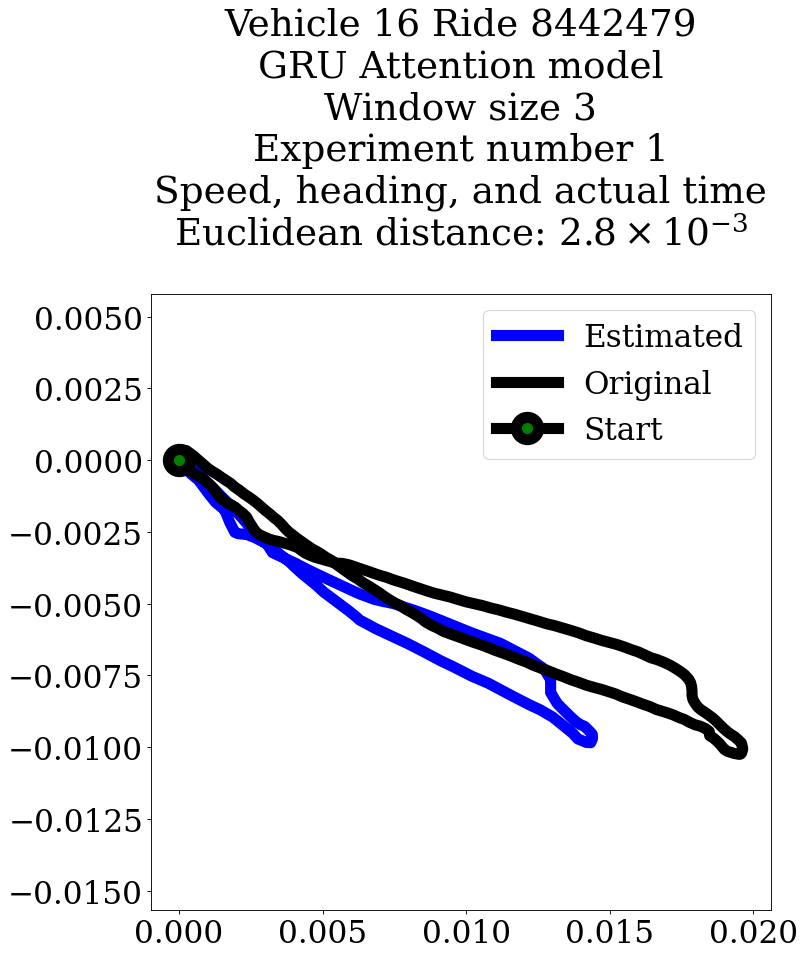 Vehicle 16 Ride 8442479
GRU Attention model
Window size 3
Experiment number 1
Speed, heading, and actual time
Euclidean distance: 2.8 × 10⁻³
Estimated
Original
Start
0.0050
0.0025
0.0000
−0.0025
−0.0050
−0.0075
−0.0100
−0.0125
−0.0150
0.000 0.005 0.010 0.015 0.020